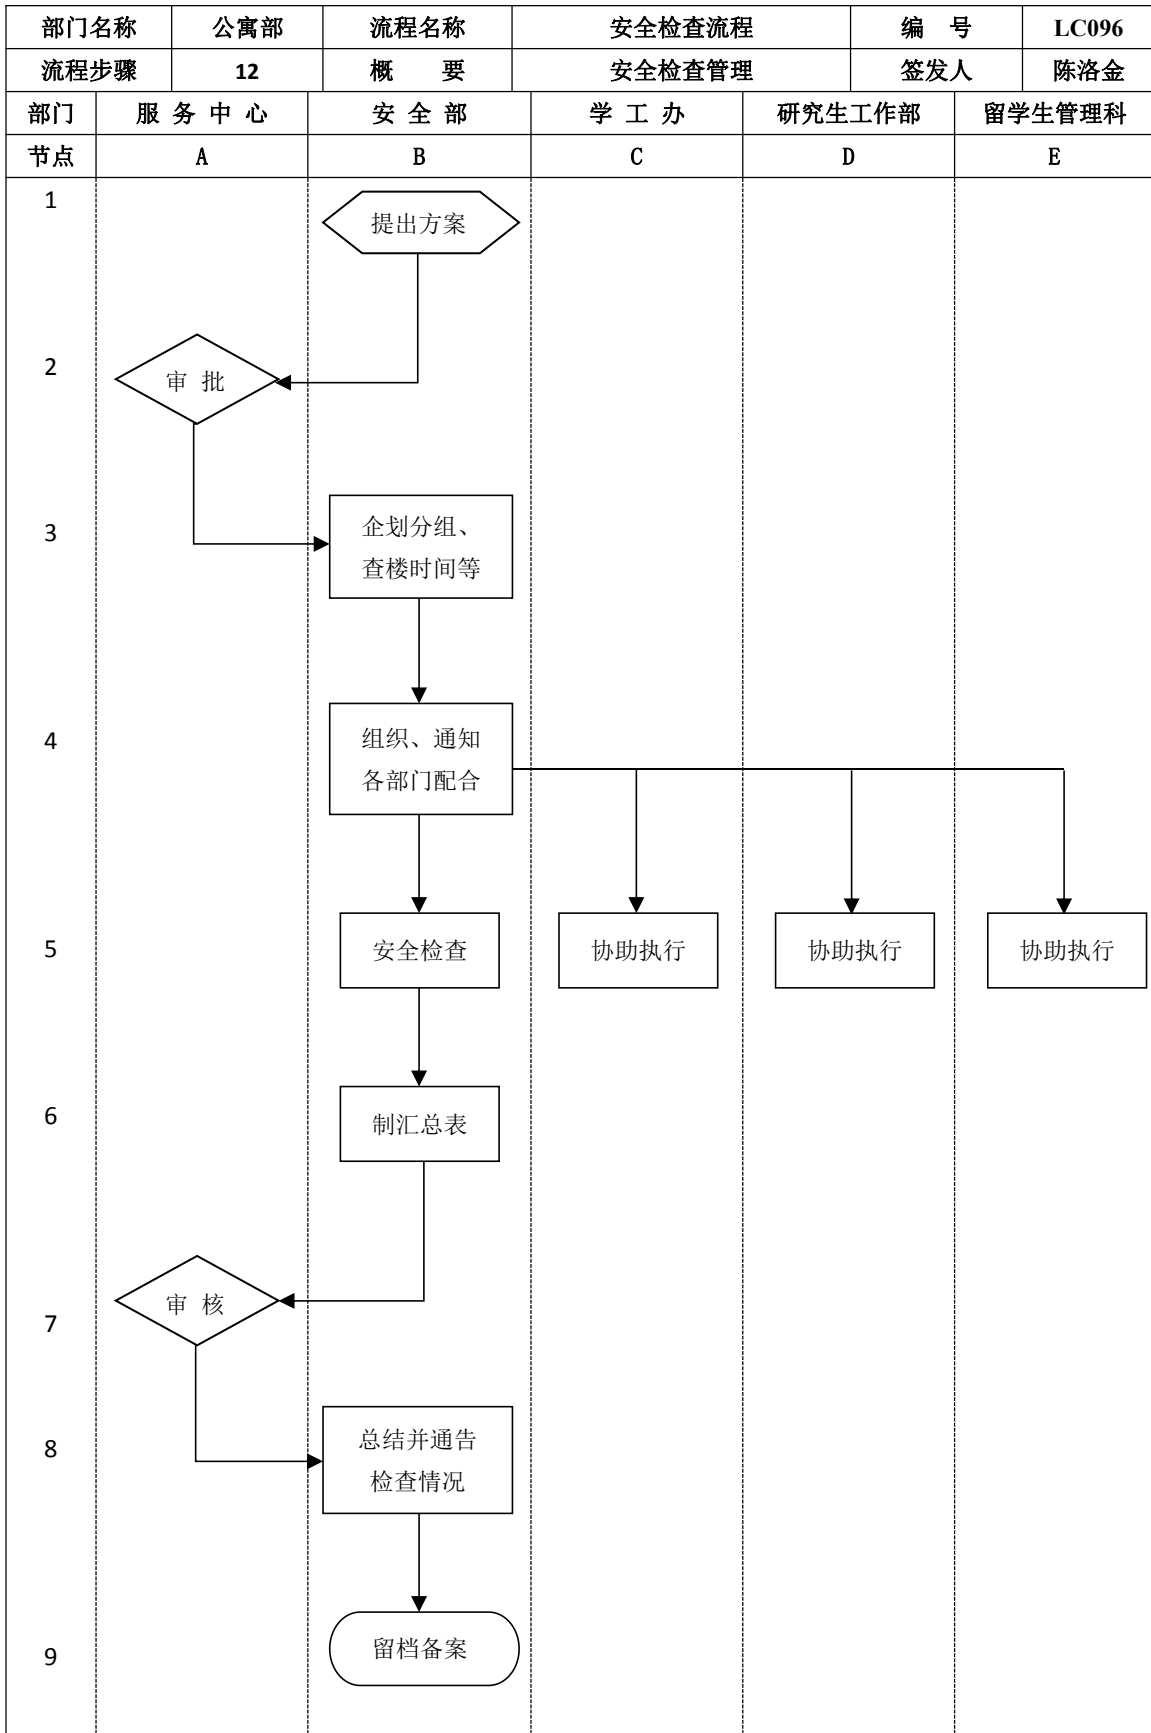 部门名称 公寓部 流程名称 安全检查流程 编 号 LC096
流程步骤 12 概 要 安全检查管理 签发人 陈洛金
部门 服 务 中 心 安 全 部 学 工 办 研究生工作部 留学生管理科
节点 A B C D E
1
提出方案
2
审 批
3
企划分组、
查楼时间等
4
组织、通知
各部门配合
5
安全检查 协助执行 协助执行 协助执行
6
制汇总表
审 核
7
8
总结并通告
检查情况
9
留档备案